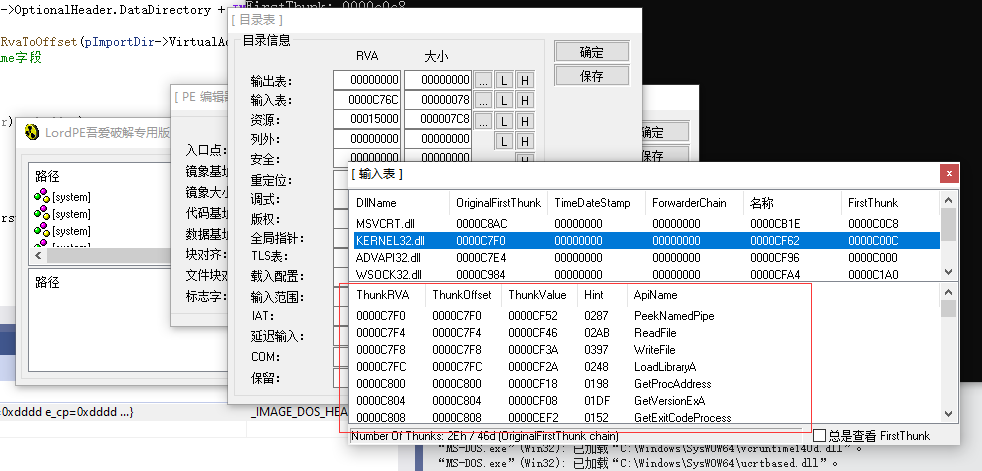 ->OptionalHeader.DataDirectory +
FirstThunk: 0000c0c8
RvaToOffset(pImportDir->VirtualAd
me字段
[ 目录表 ]
目录信息
RVA 大小
确定
保存
输出表: 00000000 00000000 ... L H
输入表: 0000C76C 00000078 ... L H
资源: 00015000 000007C8 ... L H
列外: 00000000 00000000 L H
安全: 00000000 00000000 H
重定位:
调式:
版权:
全局指针:
TLS表:
载入配置:
输入范围:
IAT:
延迟输入:
COM:
保留:
[ PE 编辑器
入口点:
镜象基址
镜象大小
代码基址
数据基址
块对齐:
文件块对
标志字:
确定
保存
LordPE吾爱破解专用版
路径
[system]
[system]
[system]
[system]
路径
[ 输入表 ]
DllName OriginalFirstThunk TimeDateStamp ForwarderChain 名称 FirstThunk
MSVCRT.dll 0000C8AC 00000000 00000000 0000CB1E 0000C0C8
KERNEL32.dll 0000C7F0 00000000 00000000 0000CF62 0000C00C
ADVAPI32.dll 0000C7E4 00000000 00000000 0000CF96 0000C000
WSOCK32.dll 0000C984 00000000 00000000 0000CFA4 0000C1A0
ThunkRVA ThunkOffset ThunkValue Hint ApiName
0000C7F0 0000C7F0 0000CF52 0287 PeekNamedPipe
0000C7F4 0000C7F4 0000CF46 02AB ReadFile
0000C7F8 0000C7F8 0000CF3A 0397 WriteFile
0000C7FC 0000C7FC 0000CF2A 0248 LoadLibraryA
0000C800 0000C800 0000CF18 0198 GetProcAddress
0000C804 0000C804 0000CF08 01DF GetVersionExA
0000C808 0000C808 0000CEF2 0152 GetExitCodeProcess
Number Of Thunks: 2Eh / 46d (OriginalFirstThunk chain)
总是查看 FirstThunk
=0xdddd e_cp=0xdddd ...} _IMAGE_DOS_HEA
“MS-DOS.exe”(Win32): 已加载“C:\Windows\SysWOW64\vcruntime140d.dll”。
“MS-DOS.exe”(Win32): 已加载“C:\Windows\SysWOW64\ucrtbased.dll”。